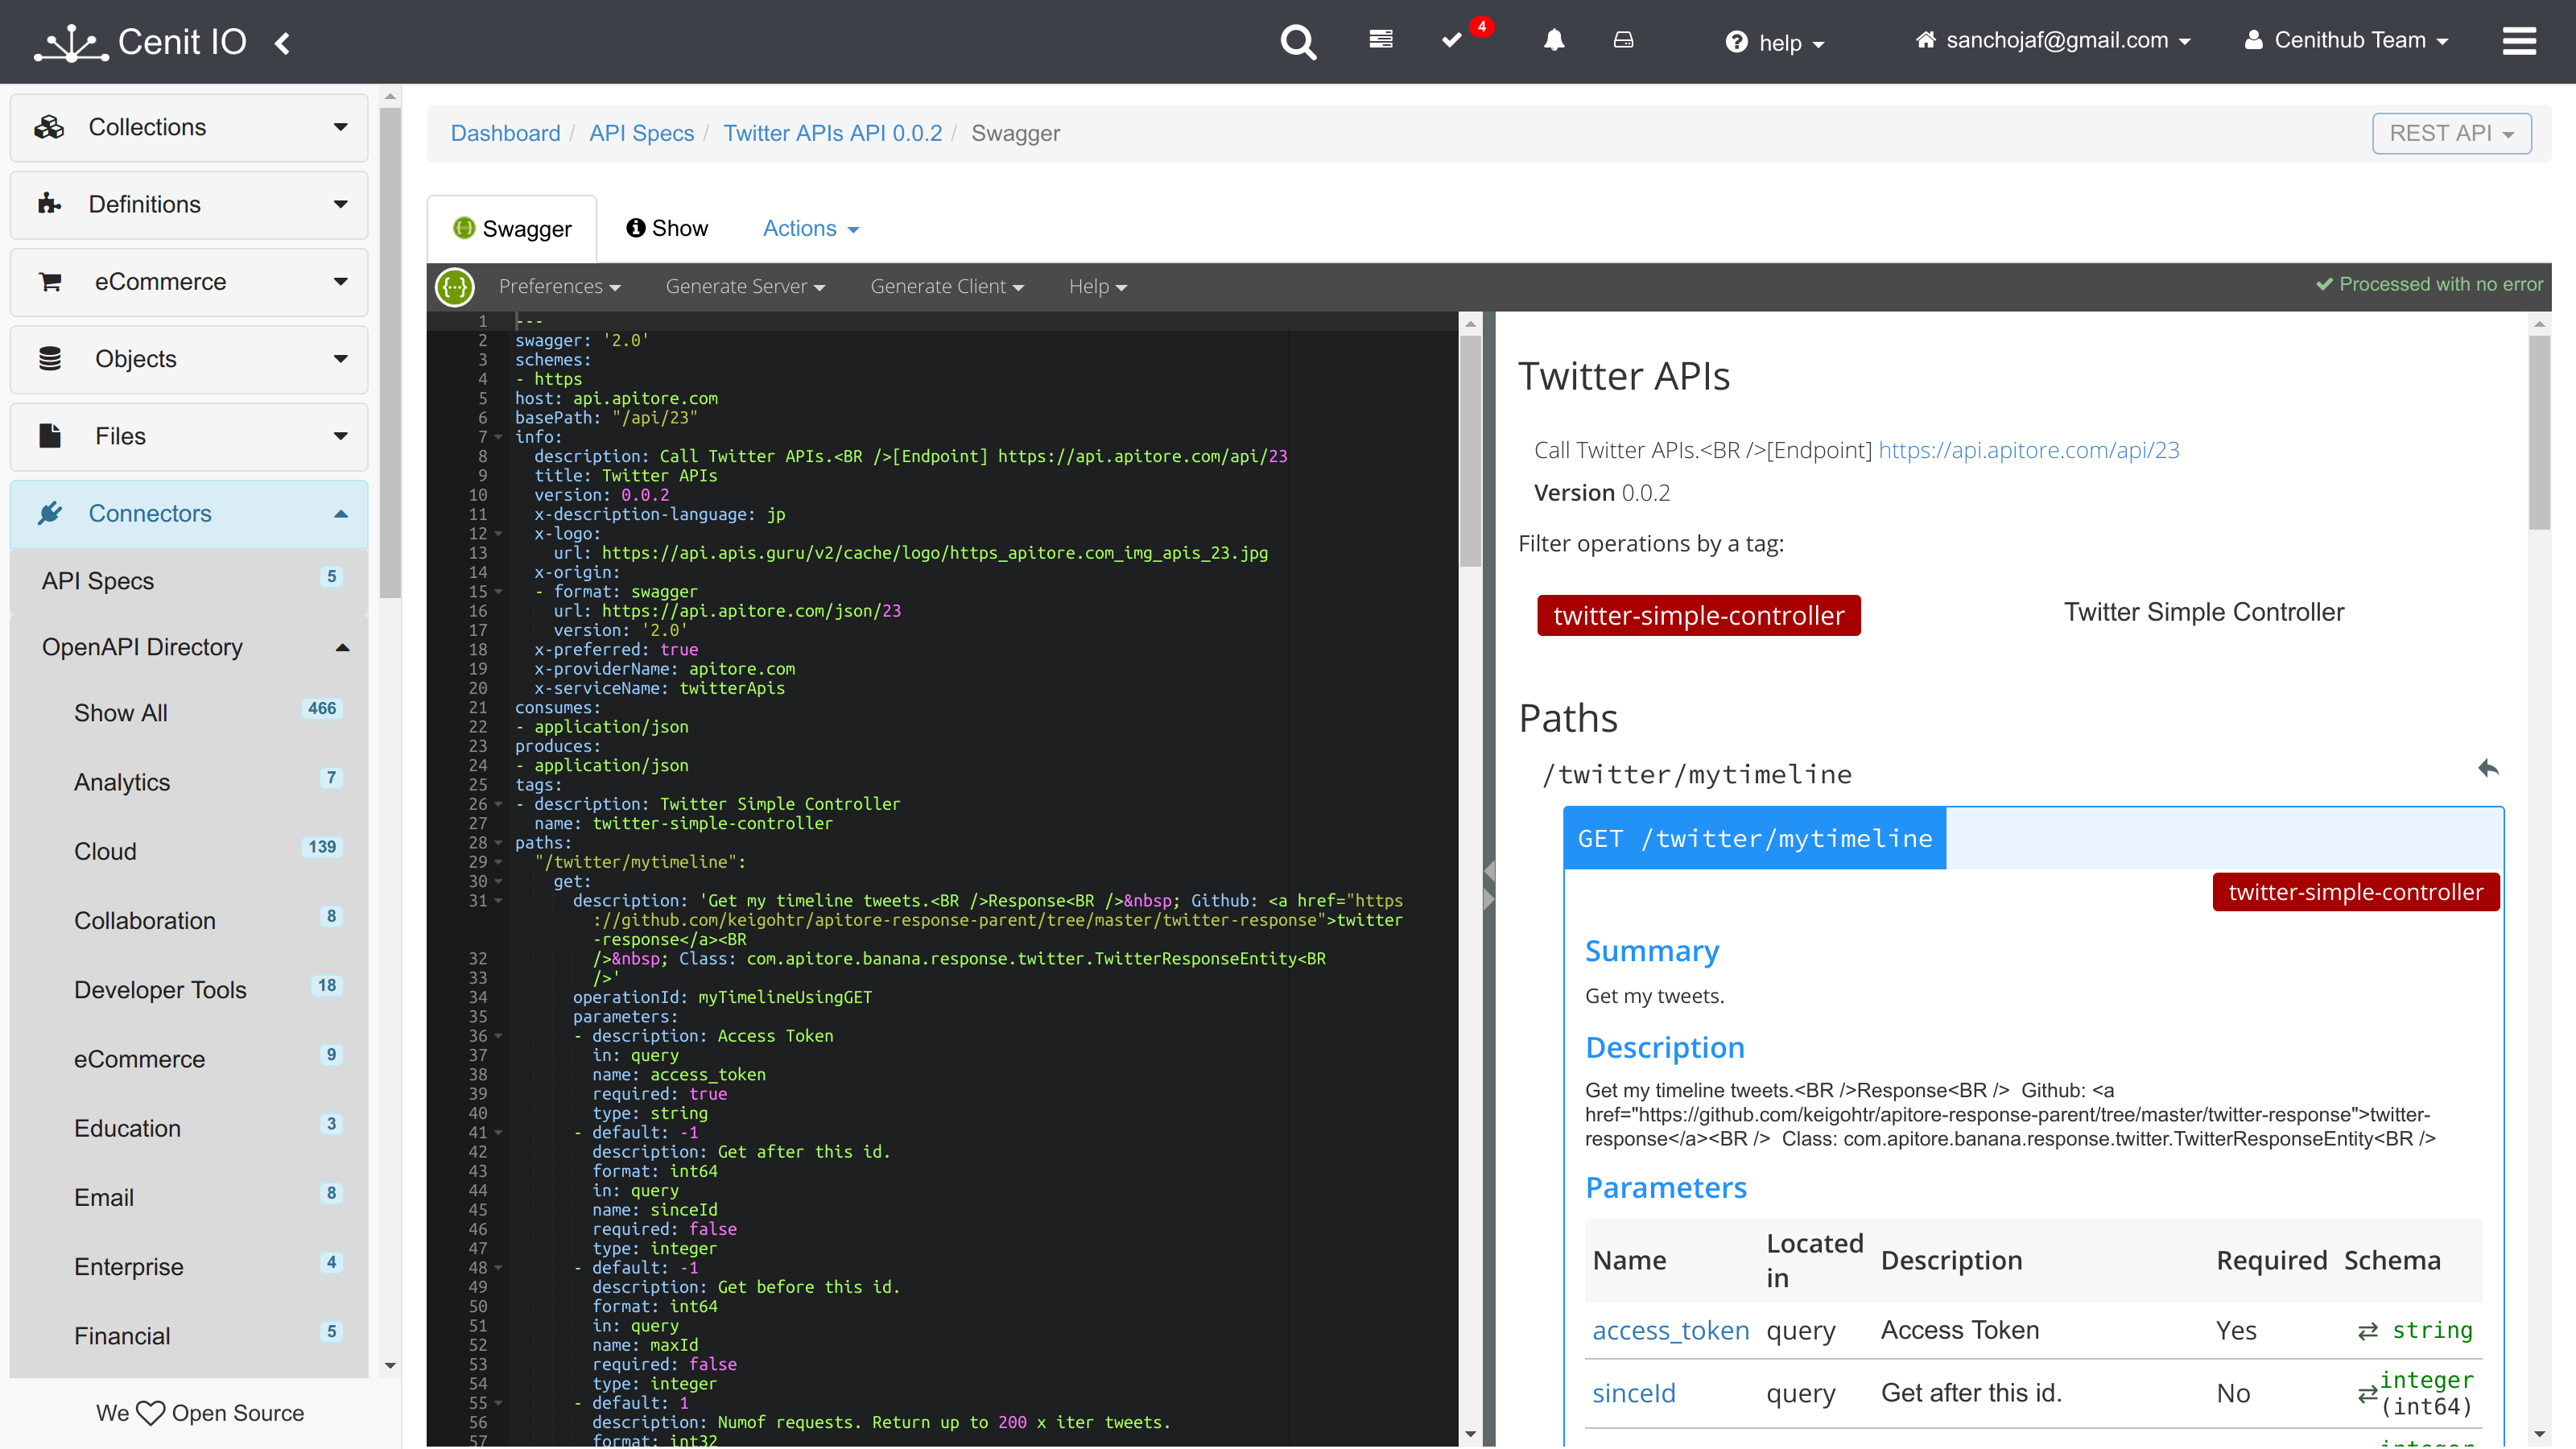 Cenit IO
4
help
sanchojaf@gmail.com
Cenithub Team
Collections
Definitions
eCommerce
Objects
Files
Connectors
API Specs 5
OpenAPI Directory
Show All 466
Analytics 7
Cloud 139
Collaboration 8
Developer Tools 18
eCommerce 9
Education 3
Email 8
Enterprise 4
Financial 5
We Open Source
Dashboard / API Specs / Twitter APIs API 0.0.2 / Swagger
REST API
Swagger
Show
Actions
{···} Preferences Generate Server Generate Client Help
Processed with no error
1 ---
2 swagger: '2.0'
3 schemes:
4 - https
5 host: api.apitore.com
6 basePath: "/api/23"
7 info:
8 description: Call Twitter APIs.<BR />[Endpoint] https://api.apitore.com/api/23
9 title: Twitter APIs
10 version: 0.0.2
11 x-description-language: jp
12 x-logo:
13 url: https://api.apis.guru/v2/cache/logo/https_apitore.com_img_apis_23.jpg
14 x-origin:
15 - format: swagger
16 url: https://api.apitore.com/json/23
17 version: '2.0'
18 x-preferred: true
19 x-providerName: apitore.com
20 x-serviceName: twitterApis
21 consumes:
22 - application/json
23 produces:
24 - application/json
25 tags:
26 - description: Twitter Simple Controller
27 name: twitter-simple-controller
28 paths:
29 "/twitter/mytimeline":
30 get:
31 description: 'Get my timeline tweets.<BR />Response<BR />&nbsp; Github: <a href="https
://github.com/keigohtr/apitore-response-parent/tree/master/twitter-response">twitter
-response</a><BR
32 />&nbsp; Class: com.apitore.banana.response.twitter.TwitterResponseEntity<BR
33 />'
34 operationId: myTimelineUsingGET
35 parameters:
36 - description: Access Token
37 in: query
38 name: access_token
39 required: true
40 type: string
41 - default: -1
42 description: Get after this id.
43 format: int64
44 in: query
45 name: sinceId
46 required: false
47 type: integer
48 - default: -1
49 description: Get before this id.
50 format: int64
51 in: query
52 name: maxId
53 required: false
54 type: integer
55 - default: 1
56 description: Numof requests. Return up to 200 x iter tweets.
57 format: int32
Twitter APIs
Call Twitter APIs.<BR />[Endpoint] https://api.apitore.com/api/23
Version 0.0.2
Filter operations by a tag:
twitter-simple-controller Twitter Simple Controller
Paths
/twitter/mytimeline
GET /twitter/mytimeline
twitter-simple-controller
Summary
Get my tweets.
Description
Get my timeline tweets.<BR />Response<BR />  Github: <a
href="https://github.com/keigohtr/apitore-response-parent/tree/master/twitter-response">twitter-
response</a><BR />  Class: com.apitore.banana.response.twitter.TwitterResponseEntity<BR />
Parameters
Name Located in Description Required Schema
access_token query Access Token Yes ⇄ string
sinceId query Get after this id. No ⇄ integer (int64)
integer